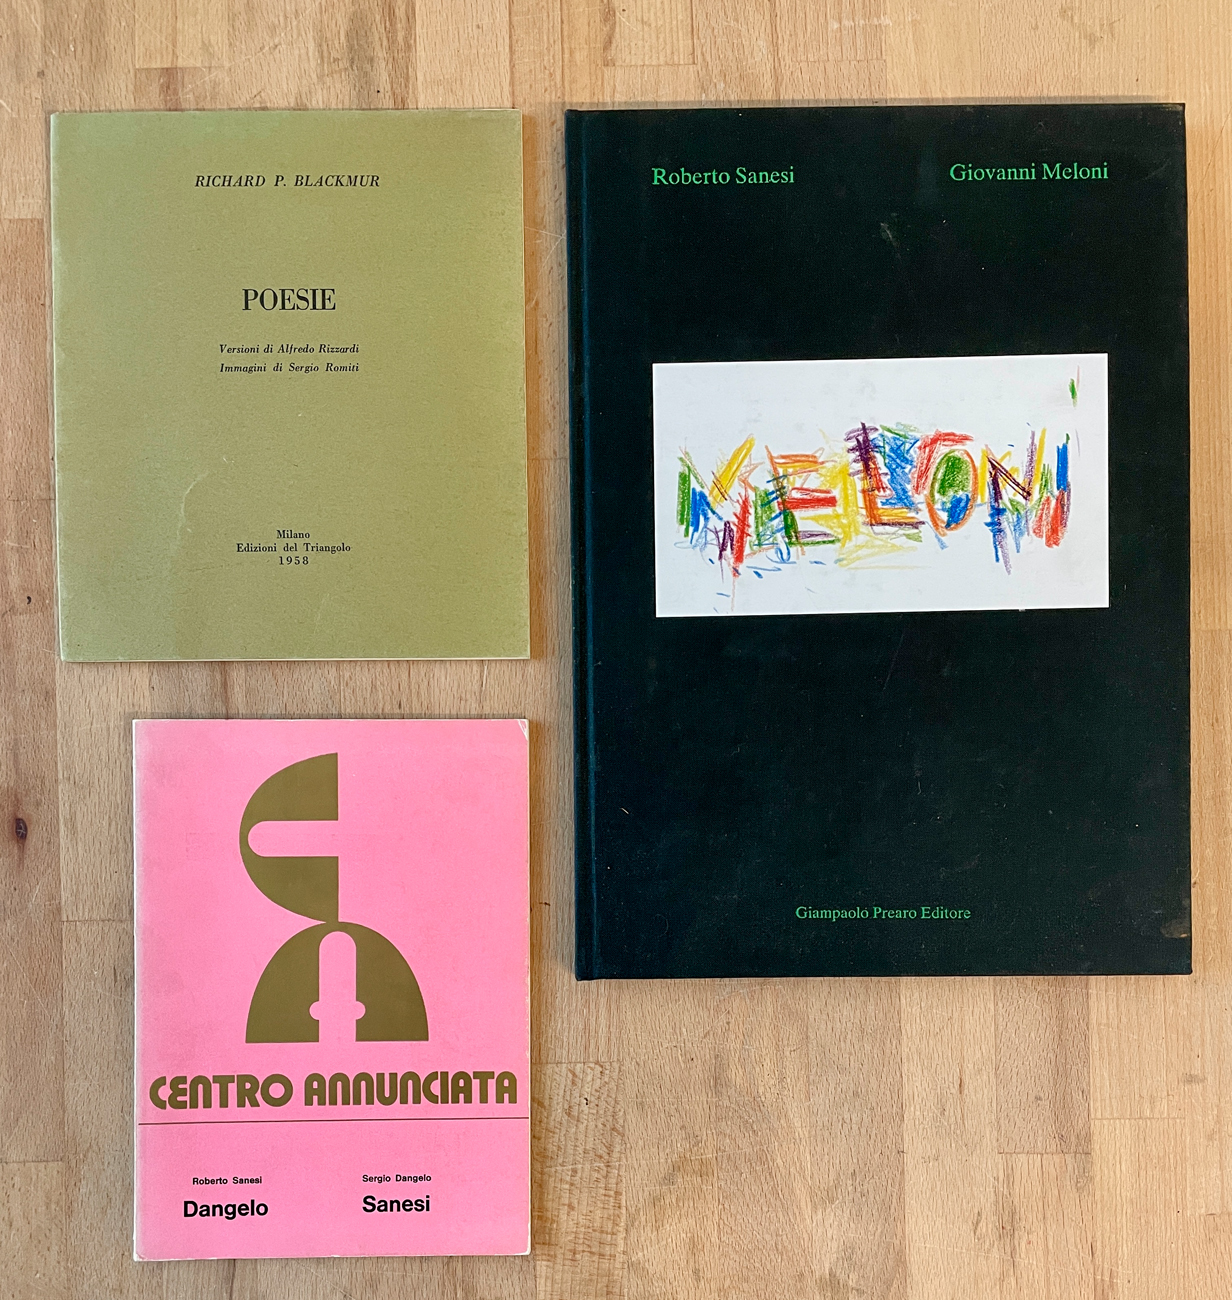 RICHARD P. BLACKMUR
POESIE
Versioni di Alfredo Rizzardi
Immagini di Sergio Romiti
Milano
Edizioni del Triangolo
1958
Roberto Sanesi
Giovanni Meloni
MELONI
Giampaolo Prearo Editore
CA
CENTRO ANNUNCIATA
Roberto Sanesi
Dangelo
Sergio Dangelo
Sanesi